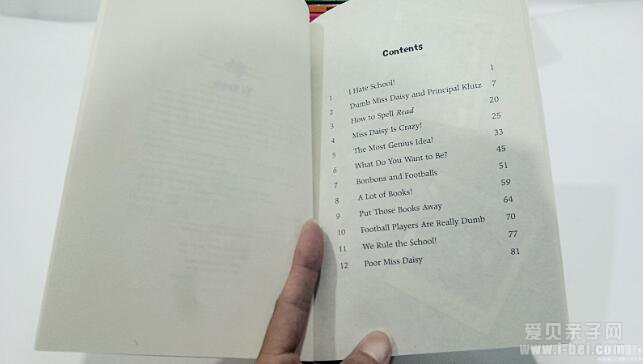 Contents
1 I Hate School! 1
2 Dumb Miss Daisy and Principal Klutz 7
3 How to Spell Read 20
4 Miss Daisy Is Crazy! 25
5 The Most Genius Idea! 33
6 What Do You Want to Be? 45
7 Bonbons and Footballs 51
8 A Lot of Books! 59
9 Put Those Books Away 64
10 Football Players Are Really Dumb 70
11 We Rule the School! 77
12 Poor Miss Daisy 81
爱贝亲子网
www.i-bei.com